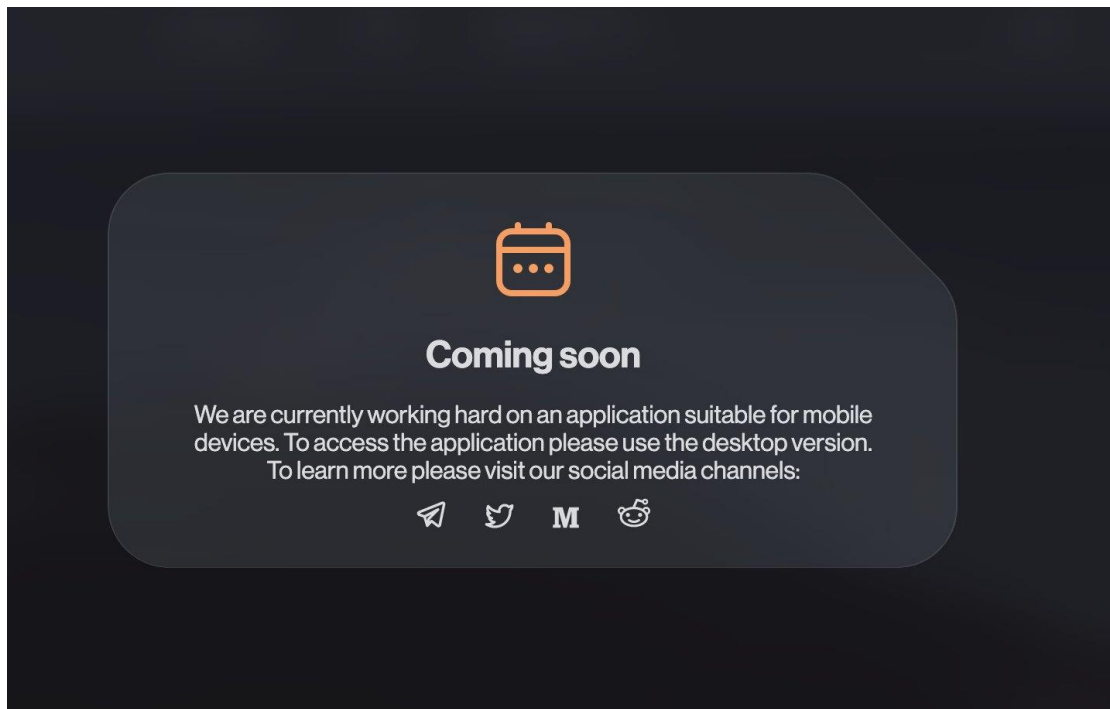 Coming soon
We are currently working hard on an application suitable for mobile
devices. To access the application please use the desktop version.
To learn more please visit our social media channels:
M